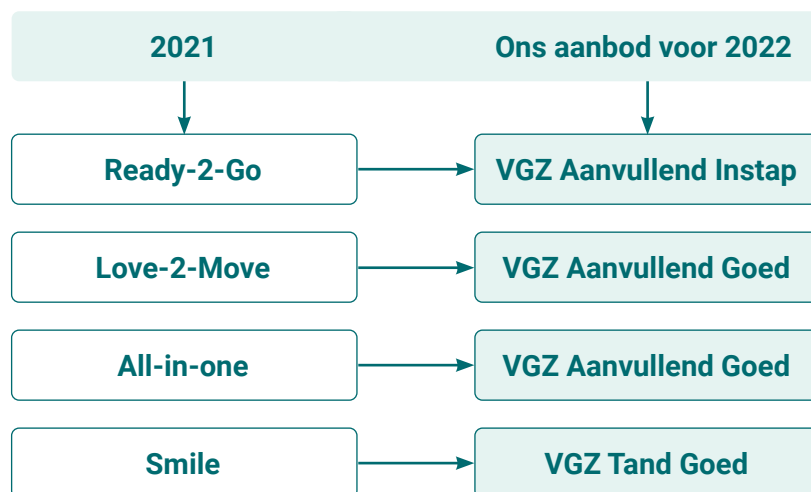 2021 Ons aanbod voor 2022
Ready-2-Go VGZ Aanvullend Instap
Love-2-Move VGZ Aanvullend Goed
All-in-one VGZ Aanvullend Goed
Smile VGZ Tand Goed